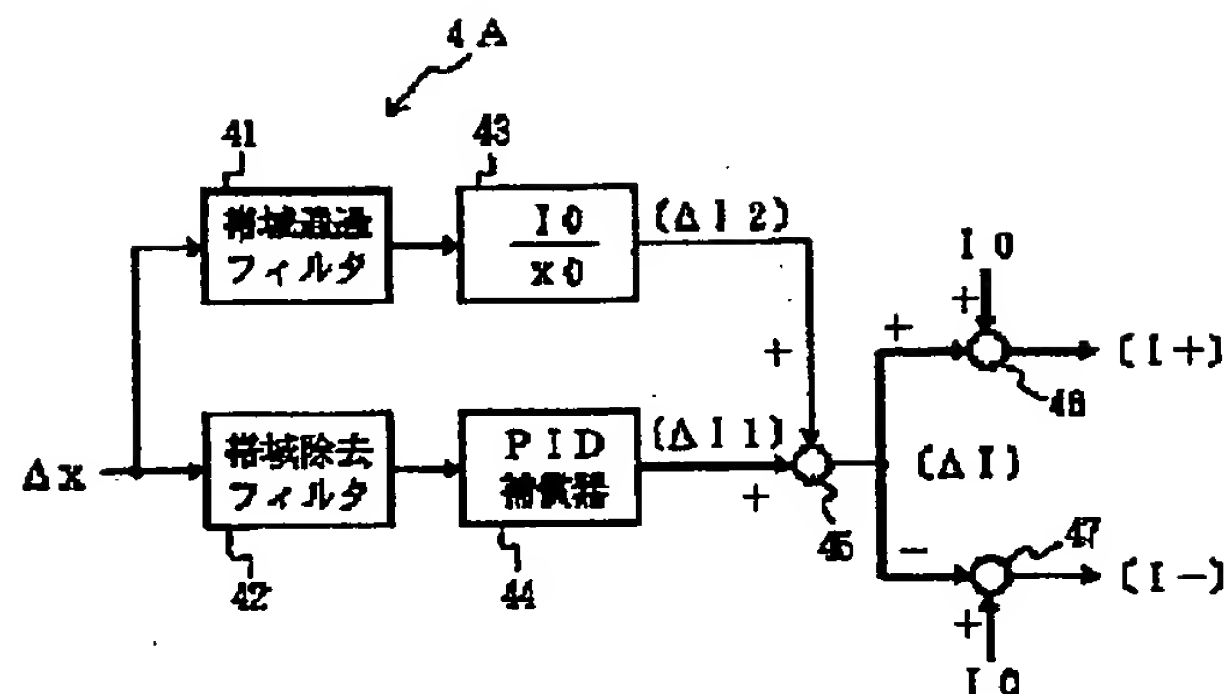 4A
41
帯域通過
フィルタ
43
I0
x0
(ΔI2)
I0
+
+
(I+)
46
+
Δx
42
帯域除去
フィルタ
44
PID
補償器
(ΔI1)
+
45
(ΔI)
-
47
(I-)
+
I0